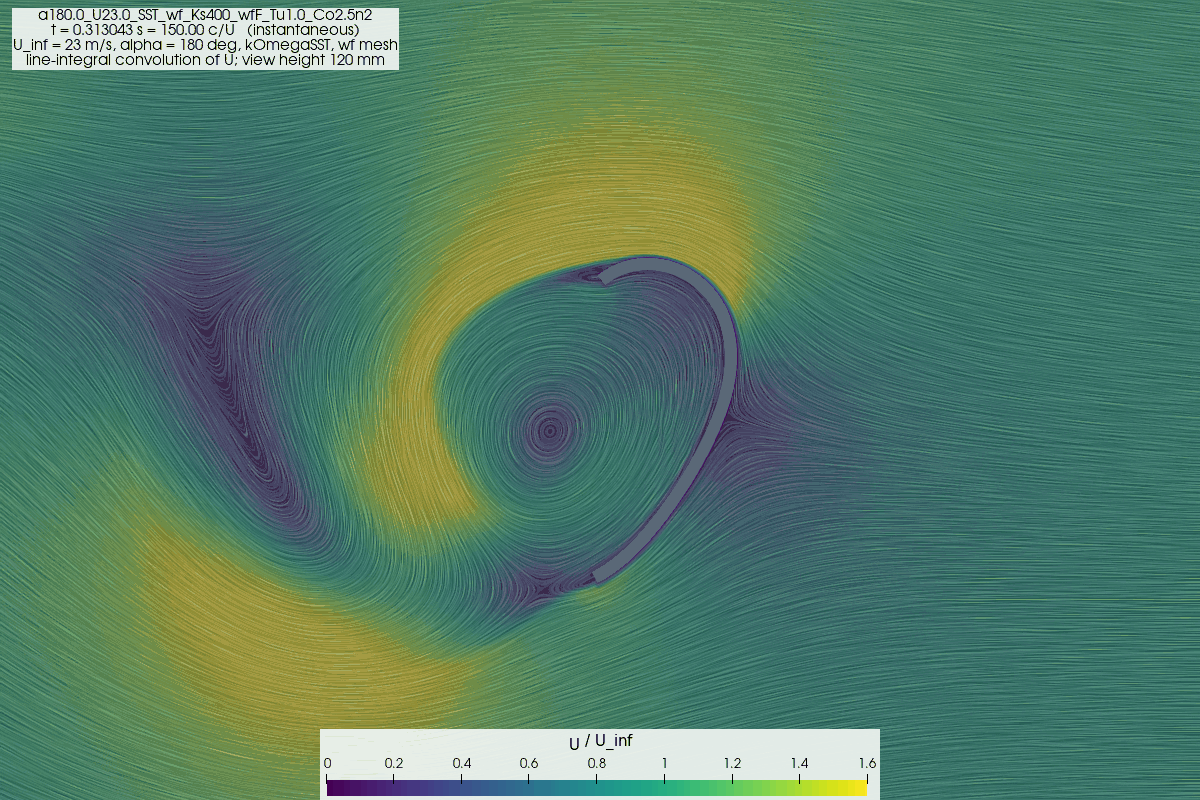 a180.0_U23.0_SST_wf_Ks400_wfF_Tu1.0_Co2.5n2
t = 0.313043 s = 150.00 c/U (instantaneous)
U_inf = 23 m/s, alpha = 180 deg, kOmegaSST, wf mesh
line-integral convolution of U; view height 120 mm
U / U_inf
0 0.2 0.4 0.6 0.8 1 1.2 1.4 1.6